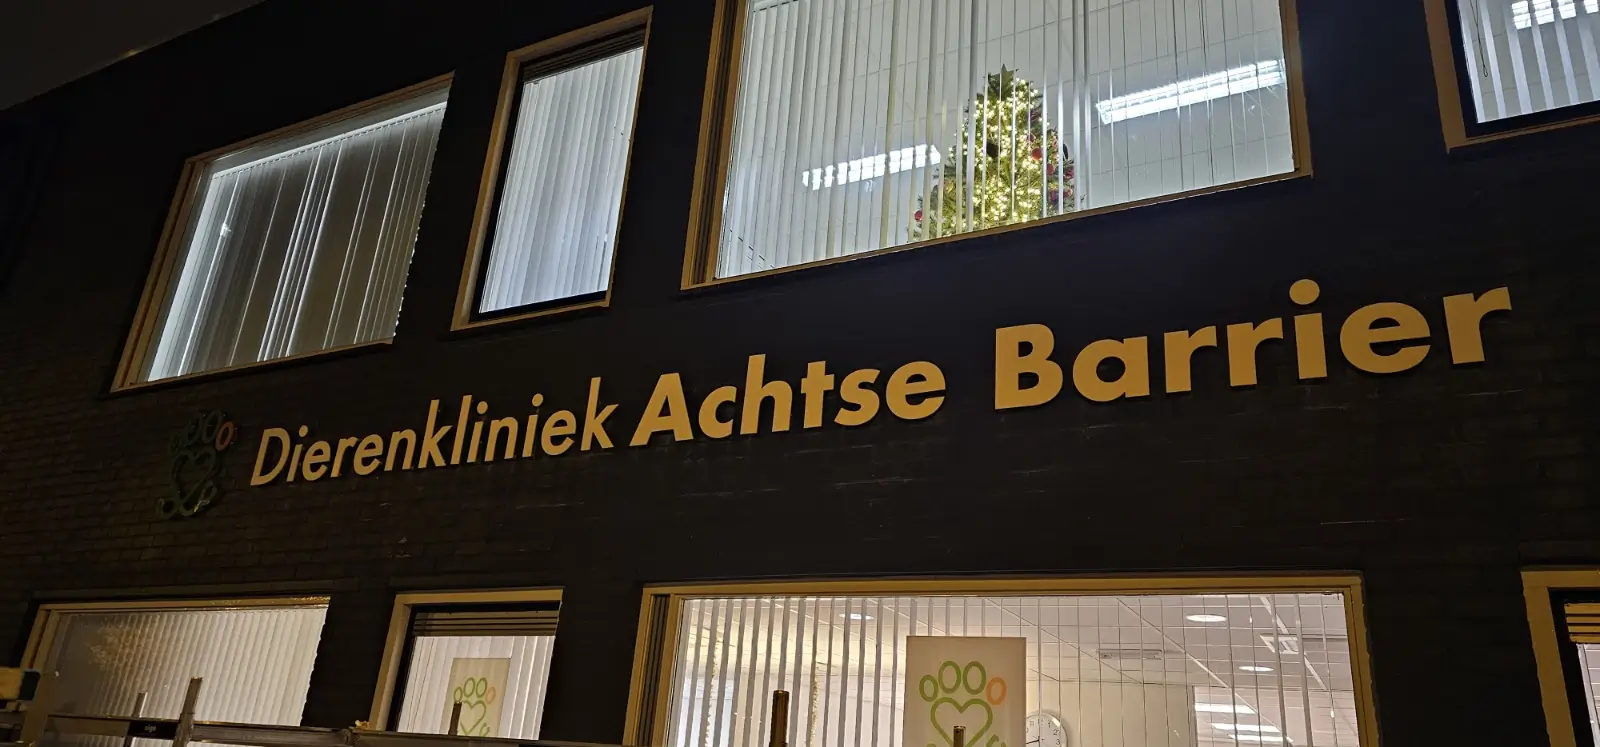 Dierenkliniek Achtse Barrier